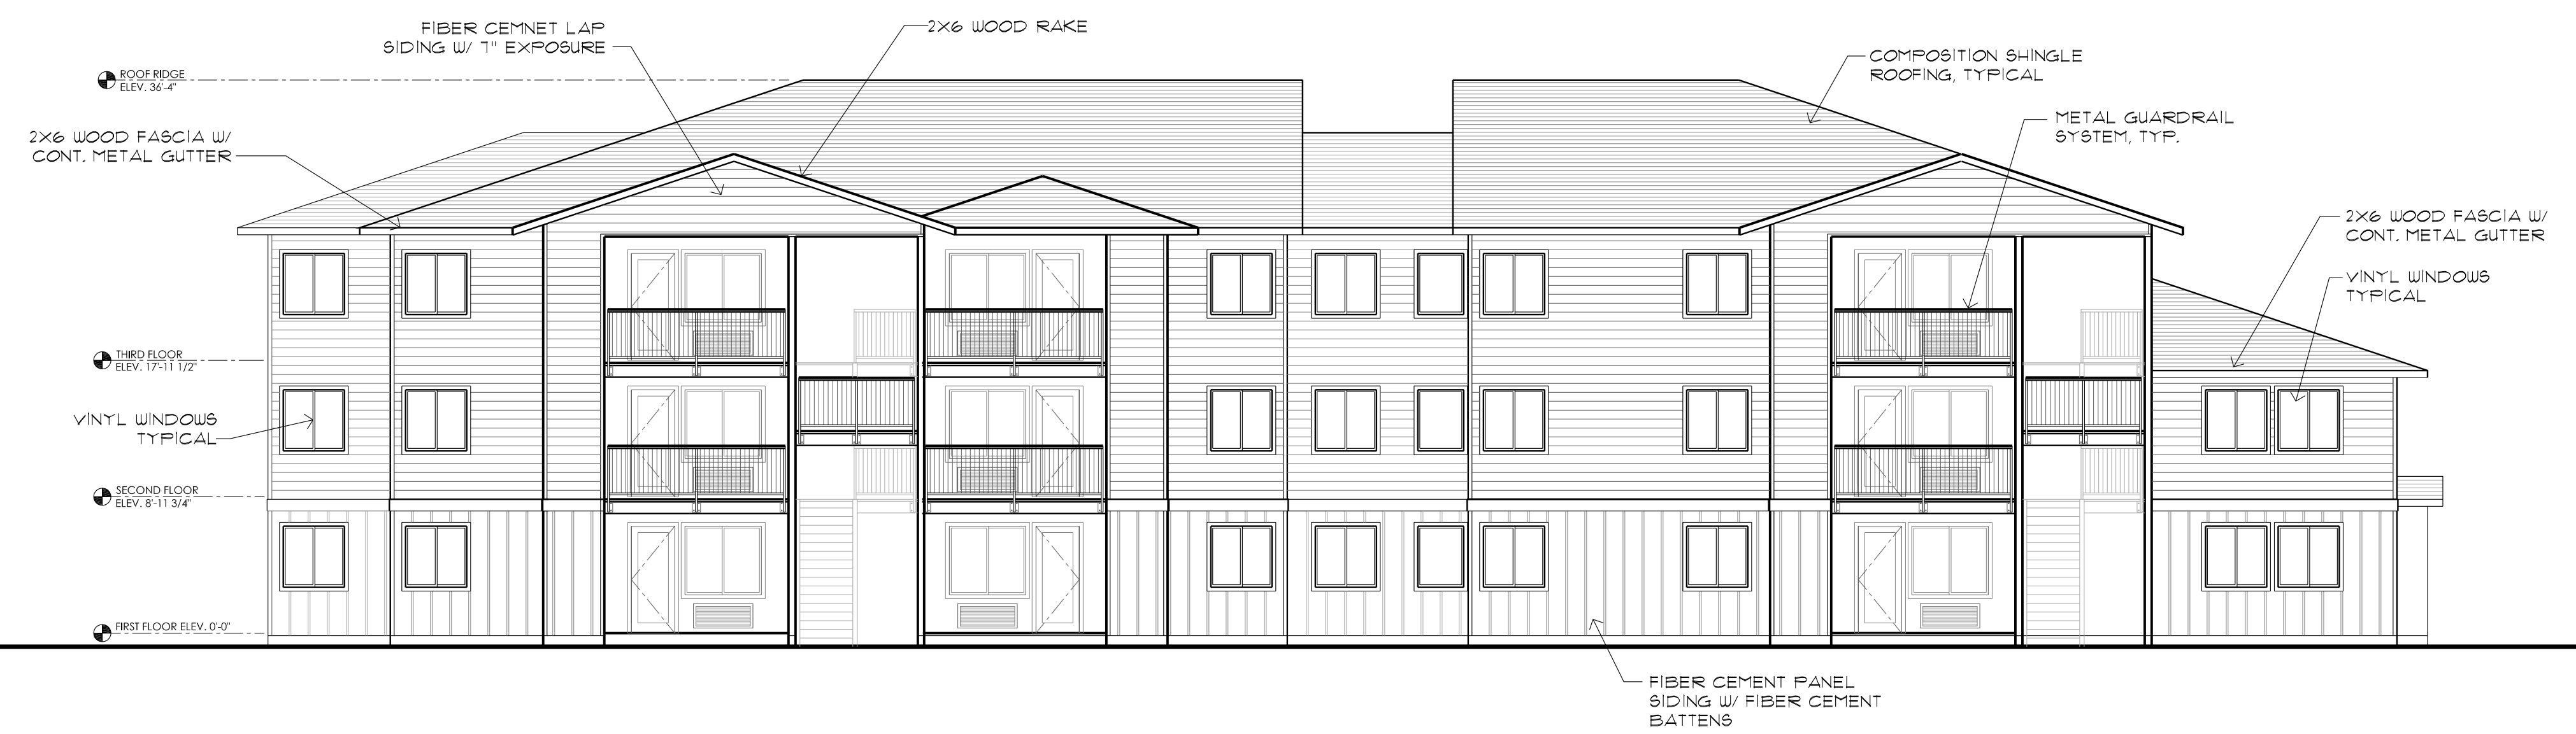 FIBER CEMNET LAP
SIDING W/ 7" EXPOSURE
2X6 WOOD RAKE
COMPOSITION SHINGLE
ROOFING, TYPICAL
ROOF RIDGE
ELEV. 36'-4"
METAL GUARDRAIL
SYSTEM, TYP.
2X6 WOOD FASCIA W/
CONT. METAL GUTTER
2X6 WOOD FASCIA W/
CONT. METAL GUTTER
VINYL WINDOWS
TYPICAL
THIRD FLOOR
ELEV. 17'-11 1/2"
VINYL WINDOWS
TYPICAL
SECOND FLOOR
ELEV. 8'-11 3/4"
FIRST FLOOR ELEV. 0'-0"
FIBER CEMENT PANEL
SIDING W/ FIBER CEMENT
BATTENS